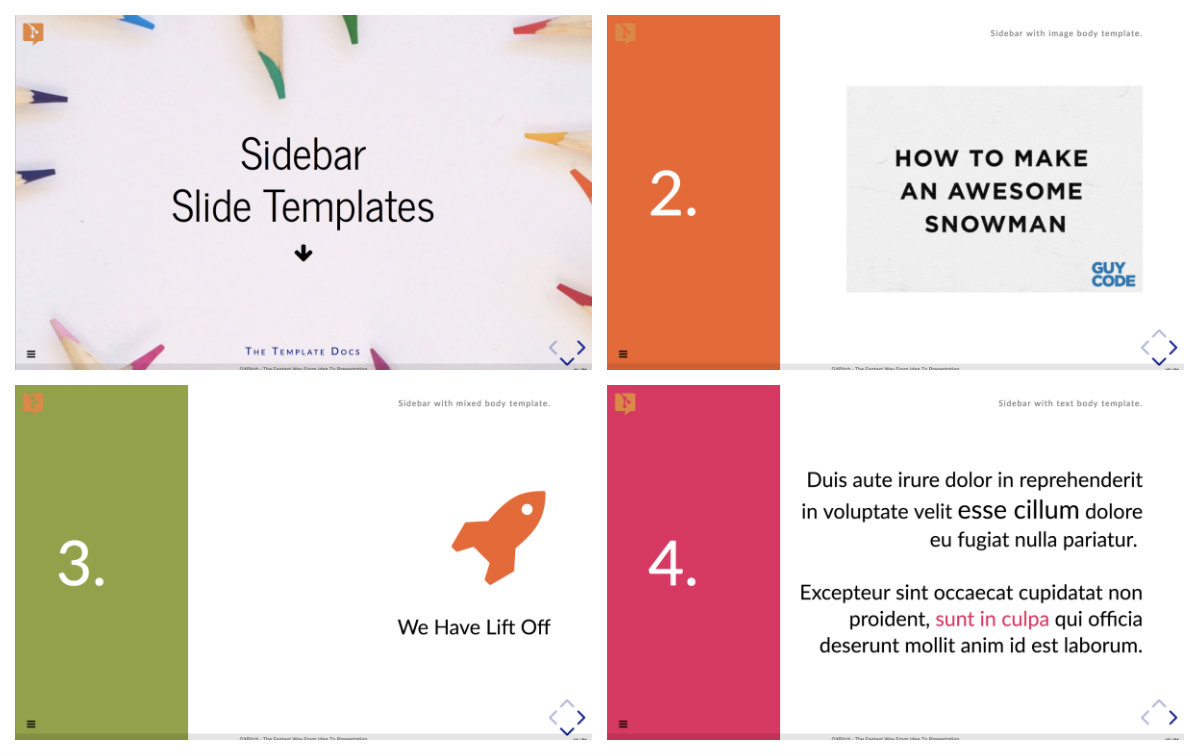 Sidebar
Slide Templates
The Template Docs
GitPitch - The Fastest Way From Idea To Presentation
Sidebar with image body template.
2.
HOW TO MAKE
AN AWESOME
SNOWMAN
GUY
CODE
GitPitch - The Fastest Way From Idea To Presentation
Sidebar with mixed body template.
3.
We Have Lift Off
GitPitch - The Fastest Way From Idea To Presentation
Sidebar with text body template.
4.
Duis aute irure dolor in reprehenderit
in voluptate velit esse cillum dolore
eu fugiat nulla pariatur.
Excepteur sint occaecat cupidatat non
proident, sunt in culpa qui officia
deserunt mollit anim id est laborum.
GitPitch - The Fastest Way From Idea To Presentation